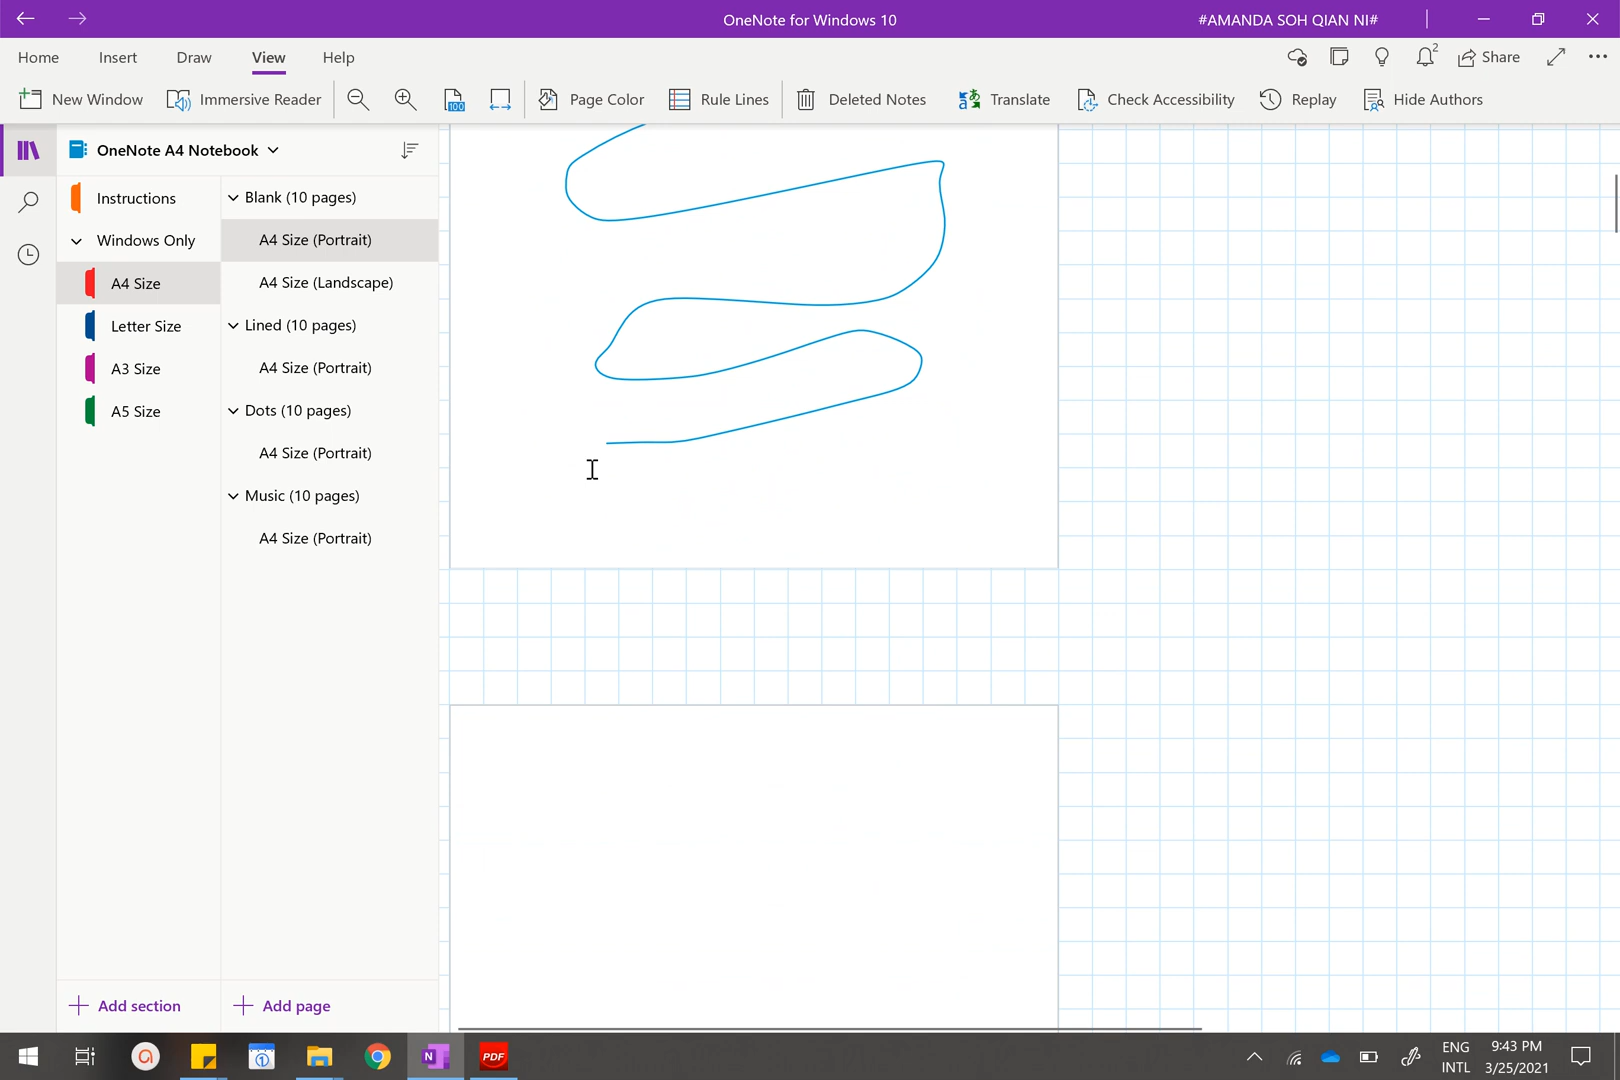 OneNote for Windows 10
#AMANDA SOH QIAN NI#
Home Insert Draw View Help
2
Share
New Window
Immersive Reader
100
Page Color
Rule Lines
Deleted Notes
Translate
Check Accessibility
Replay
Hide Authors
OneNote A4 Notebook
Instructions
Windows Only
A4 Size
Letter Size
A3 Size
A5 Size
Blank (10 pages)
A4 Size (Portrait)
A4 Size (Landscape)
Lined (10 pages)
A4 Size (Portrait)
Dots (10 pages)
A4 Size (Portrait)
Music (10 pages)
A4 Size (Portrait)
Add section
Add page
1
N
PDF
ENG
INTL
9:43 PM
3/25/2021